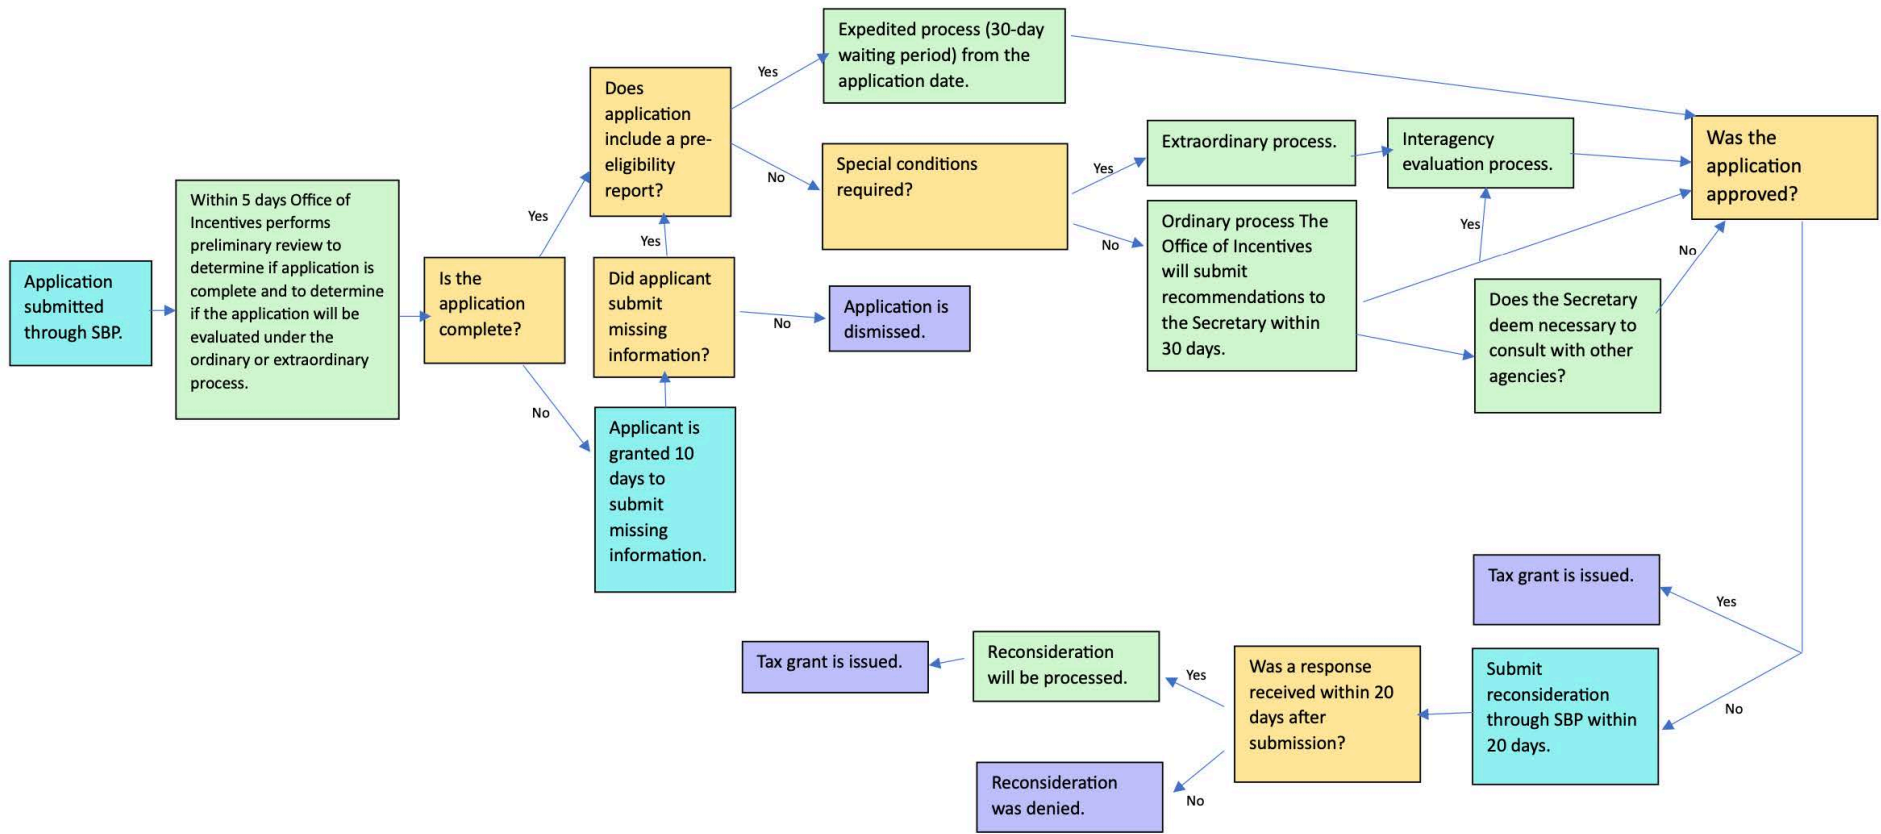 Application
submitted
through SBP.
Within 5 days Office of
Incentives performs
preliminary review to
determine if application is
complete and to determine
if the application will be
evaluated under the
ordinary or extraordinary
process.
Is the
application
complete?
Yes
No
Does
application
include a pre-
eligibility
report?
Yes
Did applicant
submit
missing
information?
Applicant is
granted 10
days to
submit
missing
information.
No
Application is
dismissed.
Yes
No
Expedited process (30-day
waiting period) from the
application date.
Special conditions
required?
Yes
No
Extraordinary process.
Interagency
evaluation process.
Ordinary process The
Office of Incentives
will submit
recommendations to
the Secretary within
30 days.
Yes
Does the Secretary
deem necessary to
consult with other
agencies?
No
Was the
application
approved?
Yes
No
Tax grant is issued.
Submit
reconsideration
through SBP within
20 days.
Was a response
received within 20
days after
submission?
Yes
No
Reconsideration
will be processed.
Tax grant is issued.
Reconsideration
was denied.